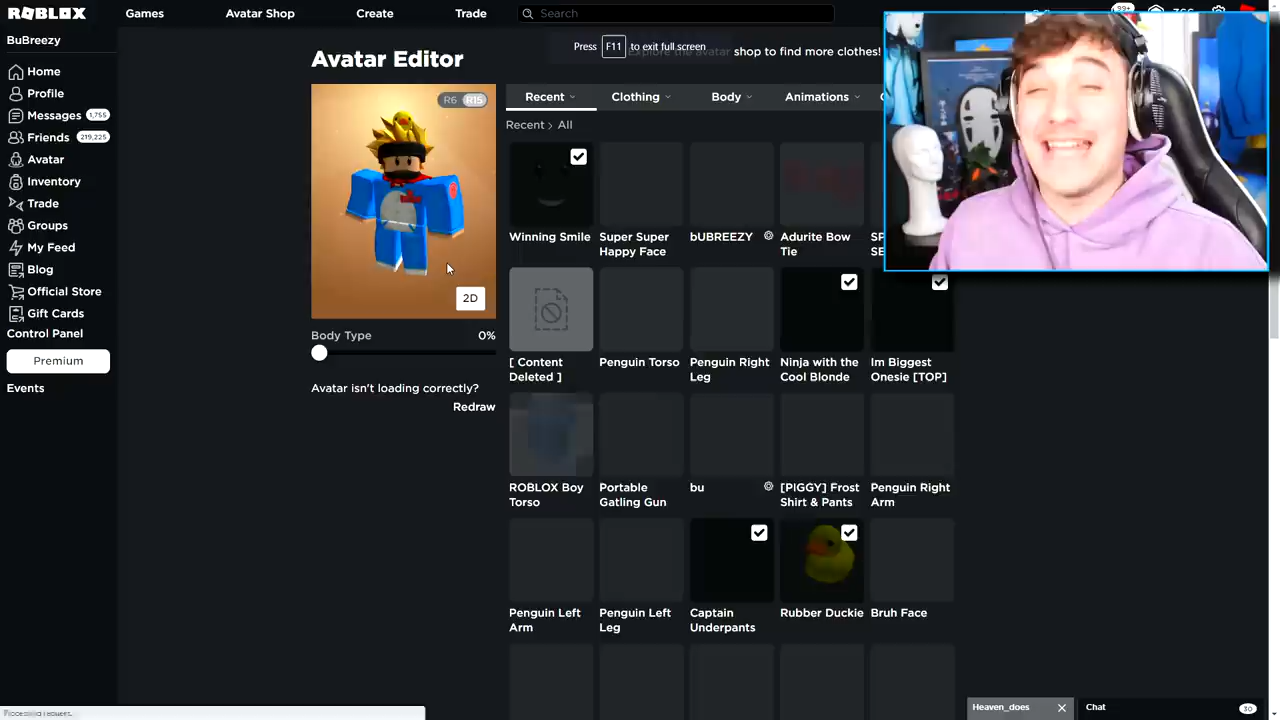 ROBLOX
Games
Avatar Shop
Create
Trade
Search
BuBreezy
Home
Profile
Messages 1,755
Friends 219,225
Avatar
Inventory
Trade
Groups
My Feed
Blog
Official Store
Gift Cards
Control Panel
Premium
Events
Avatar Editor
Press F11 to exit full screen
Explore the avatar shop to find more clothes!
R6 R15
2D
Body Type 0%
Avatar isn't loading correctly?
Redraw
Recent
Clothing
Body
Animations
Recent > All
Winning Smile
Super Super
Happy Face
bUBREEZY
Adurite Bow
Tie
[ Content
Deleted ]
Penguin Torso
Penguin Right
Leg
Ninja with the
Cool Blonde
Im Biggest
Onesie [TOP]
ROBLOX Boy
Torso
Portable
Gatling Gun
bu
[PIGGY] Frost
Shirt & Pants
Penguin Right
Arm
Penguin Left
Arm
Penguin Left
Leg
Captain
Underpants
Rubber Duckie
Bruh Face
Heaven_does
Chat
30